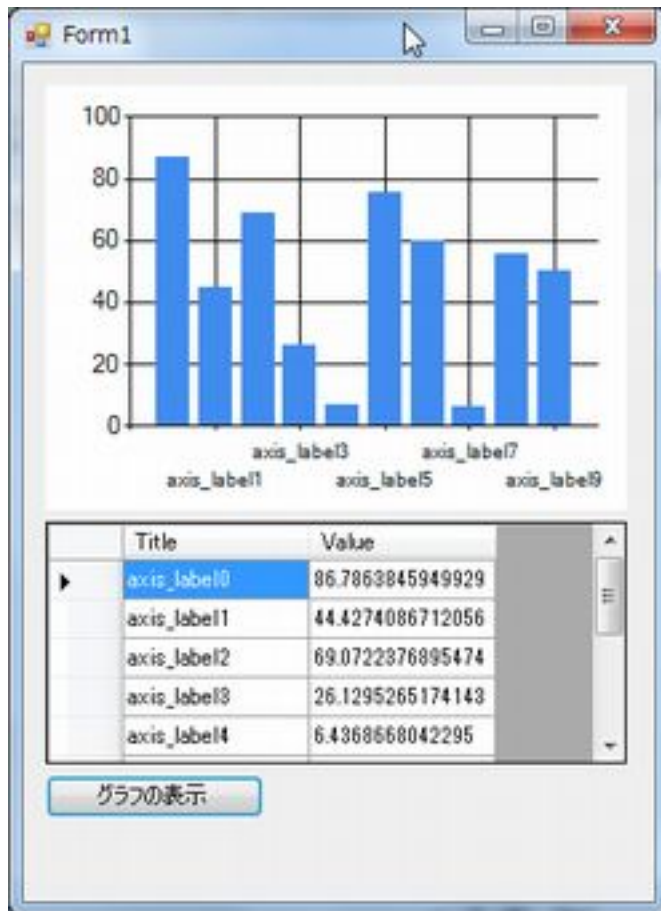 Form1
100
80
60
40
20
0
axis_label3 axis_label7
axis_label1 axis_label5 axis_label9
Title Value
axis_label0 86.7863845949929
axis_label1 44.4274086712056
axis_label2 69.0722376895474
axis_label3 26.1295265174143
axis_label4 6.4368668042295
グラフの表示